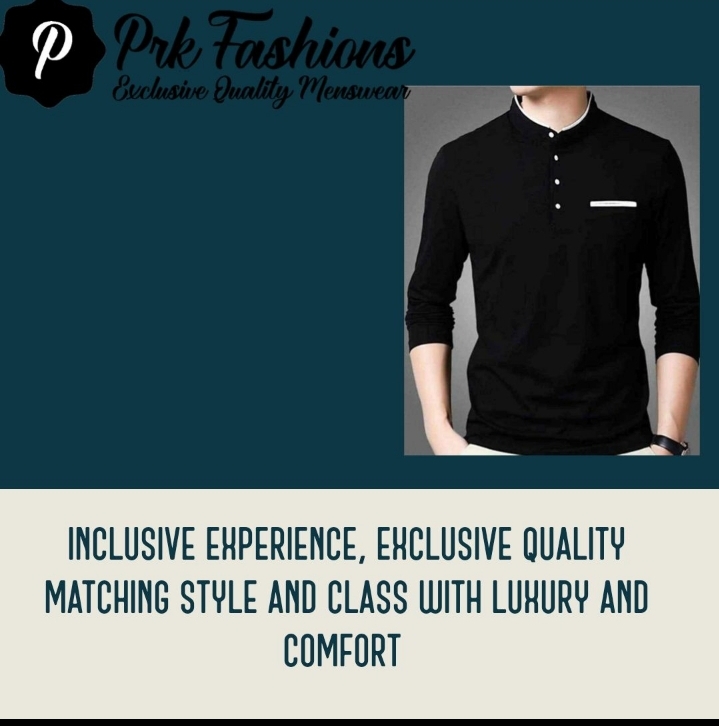 P
Prk Fashions
Exclusive Quality Menswear
INCLUSIVE EXPERIENCE, EXCLUSIVE QUALITY
MATCHING STYLE AND CLASS WITH LUXURY AND
COMFORT